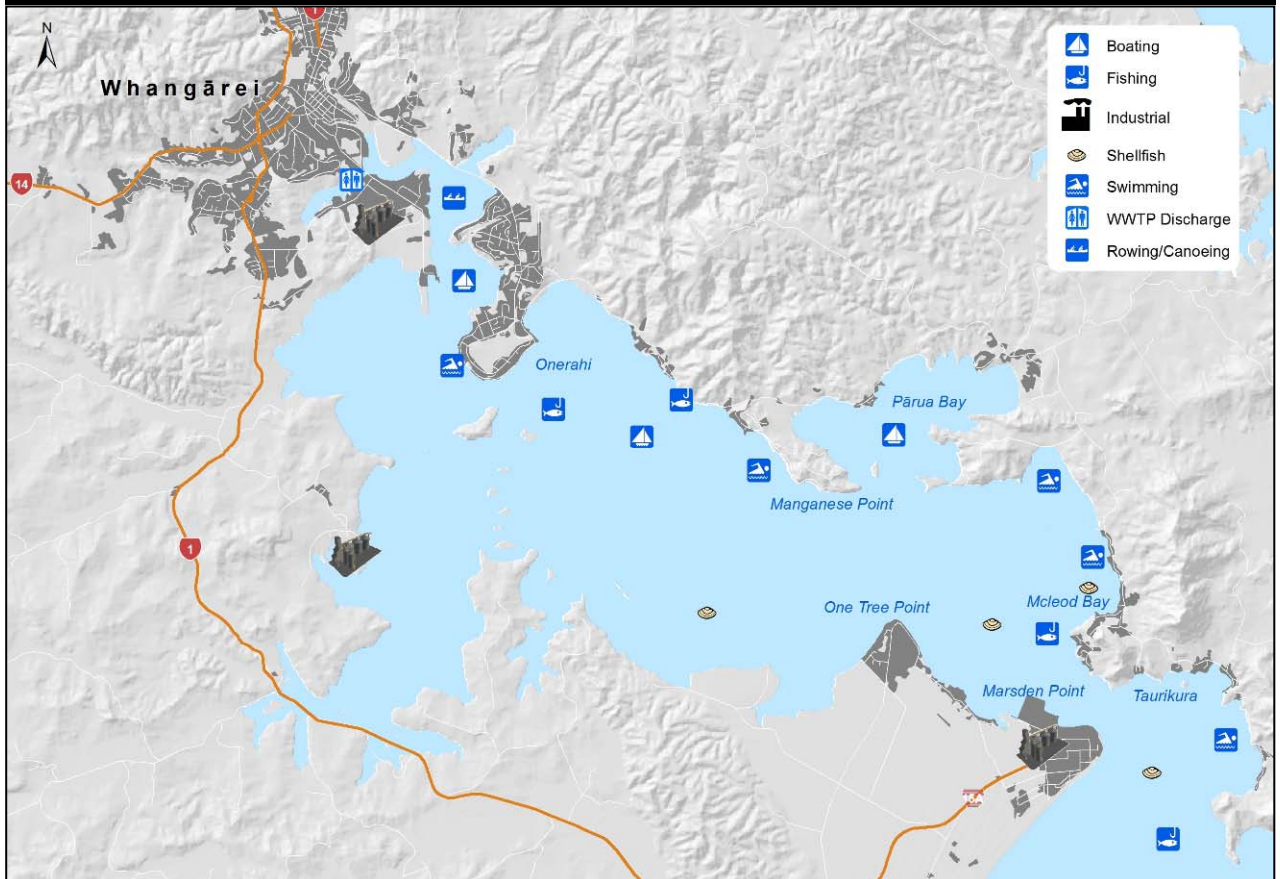 1
N
Whangārei
14
1
Onerahi
Pārua Bay
Manganese Point
One Tree Point
Mcleod Bay
Marsden Point
Taurikura
Boating
Fishing
Industrial
Shellfish
Swimming
WWTP Discharge
Rowing/Canoeing